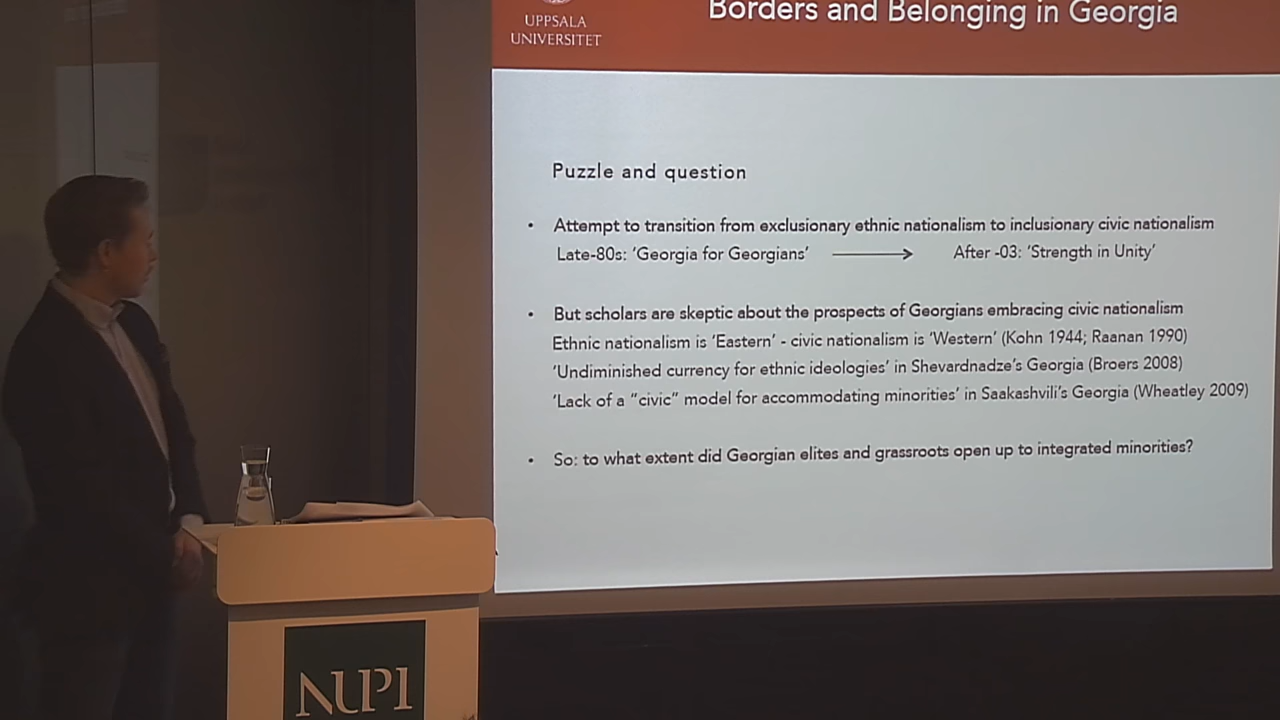 UPPSALA
UNIVERSITET
Borders and Belonging in Georgia
Puzzle and question
• Attempt to transition from exclusionary ethnic nationalism to inclusionary civic nationalism
Late-80s: ‘Georgia for Georgians’ → After -03: ‘Strength in Unity’
• But scholars are skeptic about the prospects of Georgians embracing civic nationalism
Ethnic nationalism is ‘Eastern’ - civic nationalism is ‘Western’ (Kohn 1944; Raanan 1990)
‘Undiminished currency for ethnic ideologies’ in Shevardnadze’s Georgia (Broers 2008)
‘Lack of a “civic” model for accommodating minorities’ in Saakashvili’s Georgia (Wheatley 2009)
• So: to what extent did Georgian elites and grassroots open up to integrated minorities?
NUPI